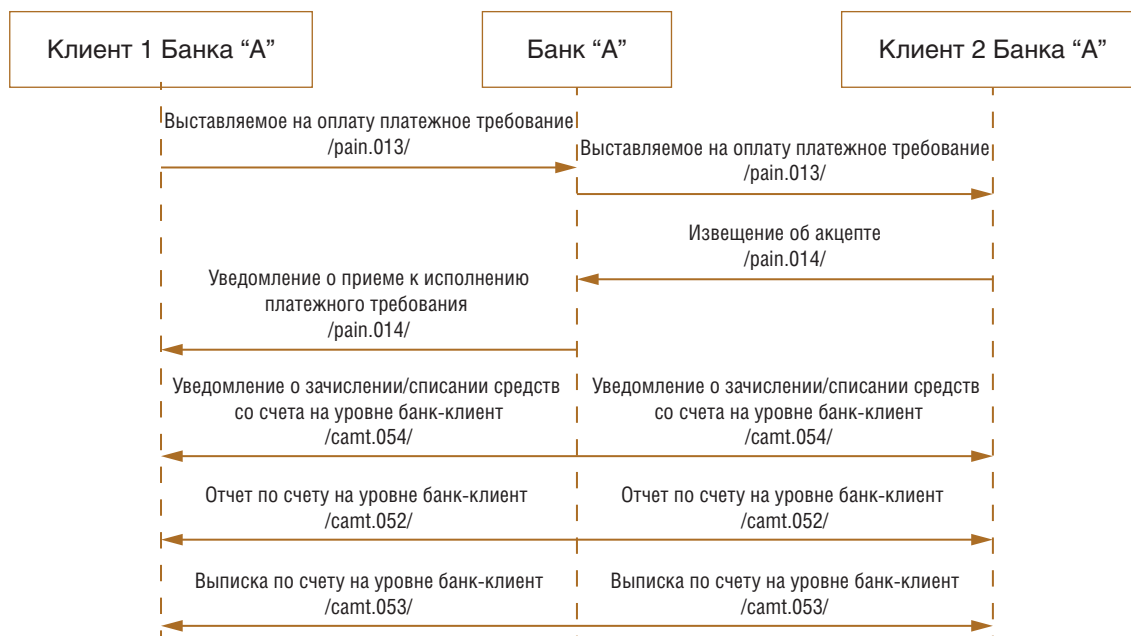 Клиент 1 Банка “А”
Банк “А”
Клиент 2 Банка “А”
Выставляемое на оплату платежное требование
/pain.013/
Выставляемое на оплату платежное требование
/pain.013/
Извещение об акцепте
/pain.014/
Уведомление о приеме к исполнению
платежного требования
/pain.014/
Уведомление о зачислении/списании средств
со счета на уровне банк-клиент
/camt.054/
Уведомление о зачислении/списании средств
со счета на уровне банк-клиент
/camt.054/
Отчет по счету на уровне банк-клиент
/camt.052/
Отчет по счету на уровне банк-клиент
/camt.052/
Выписка по счету на уровне банк-клиент
/camt.053/
Выписка по счету на уровне банк-клиент
/camt.053/